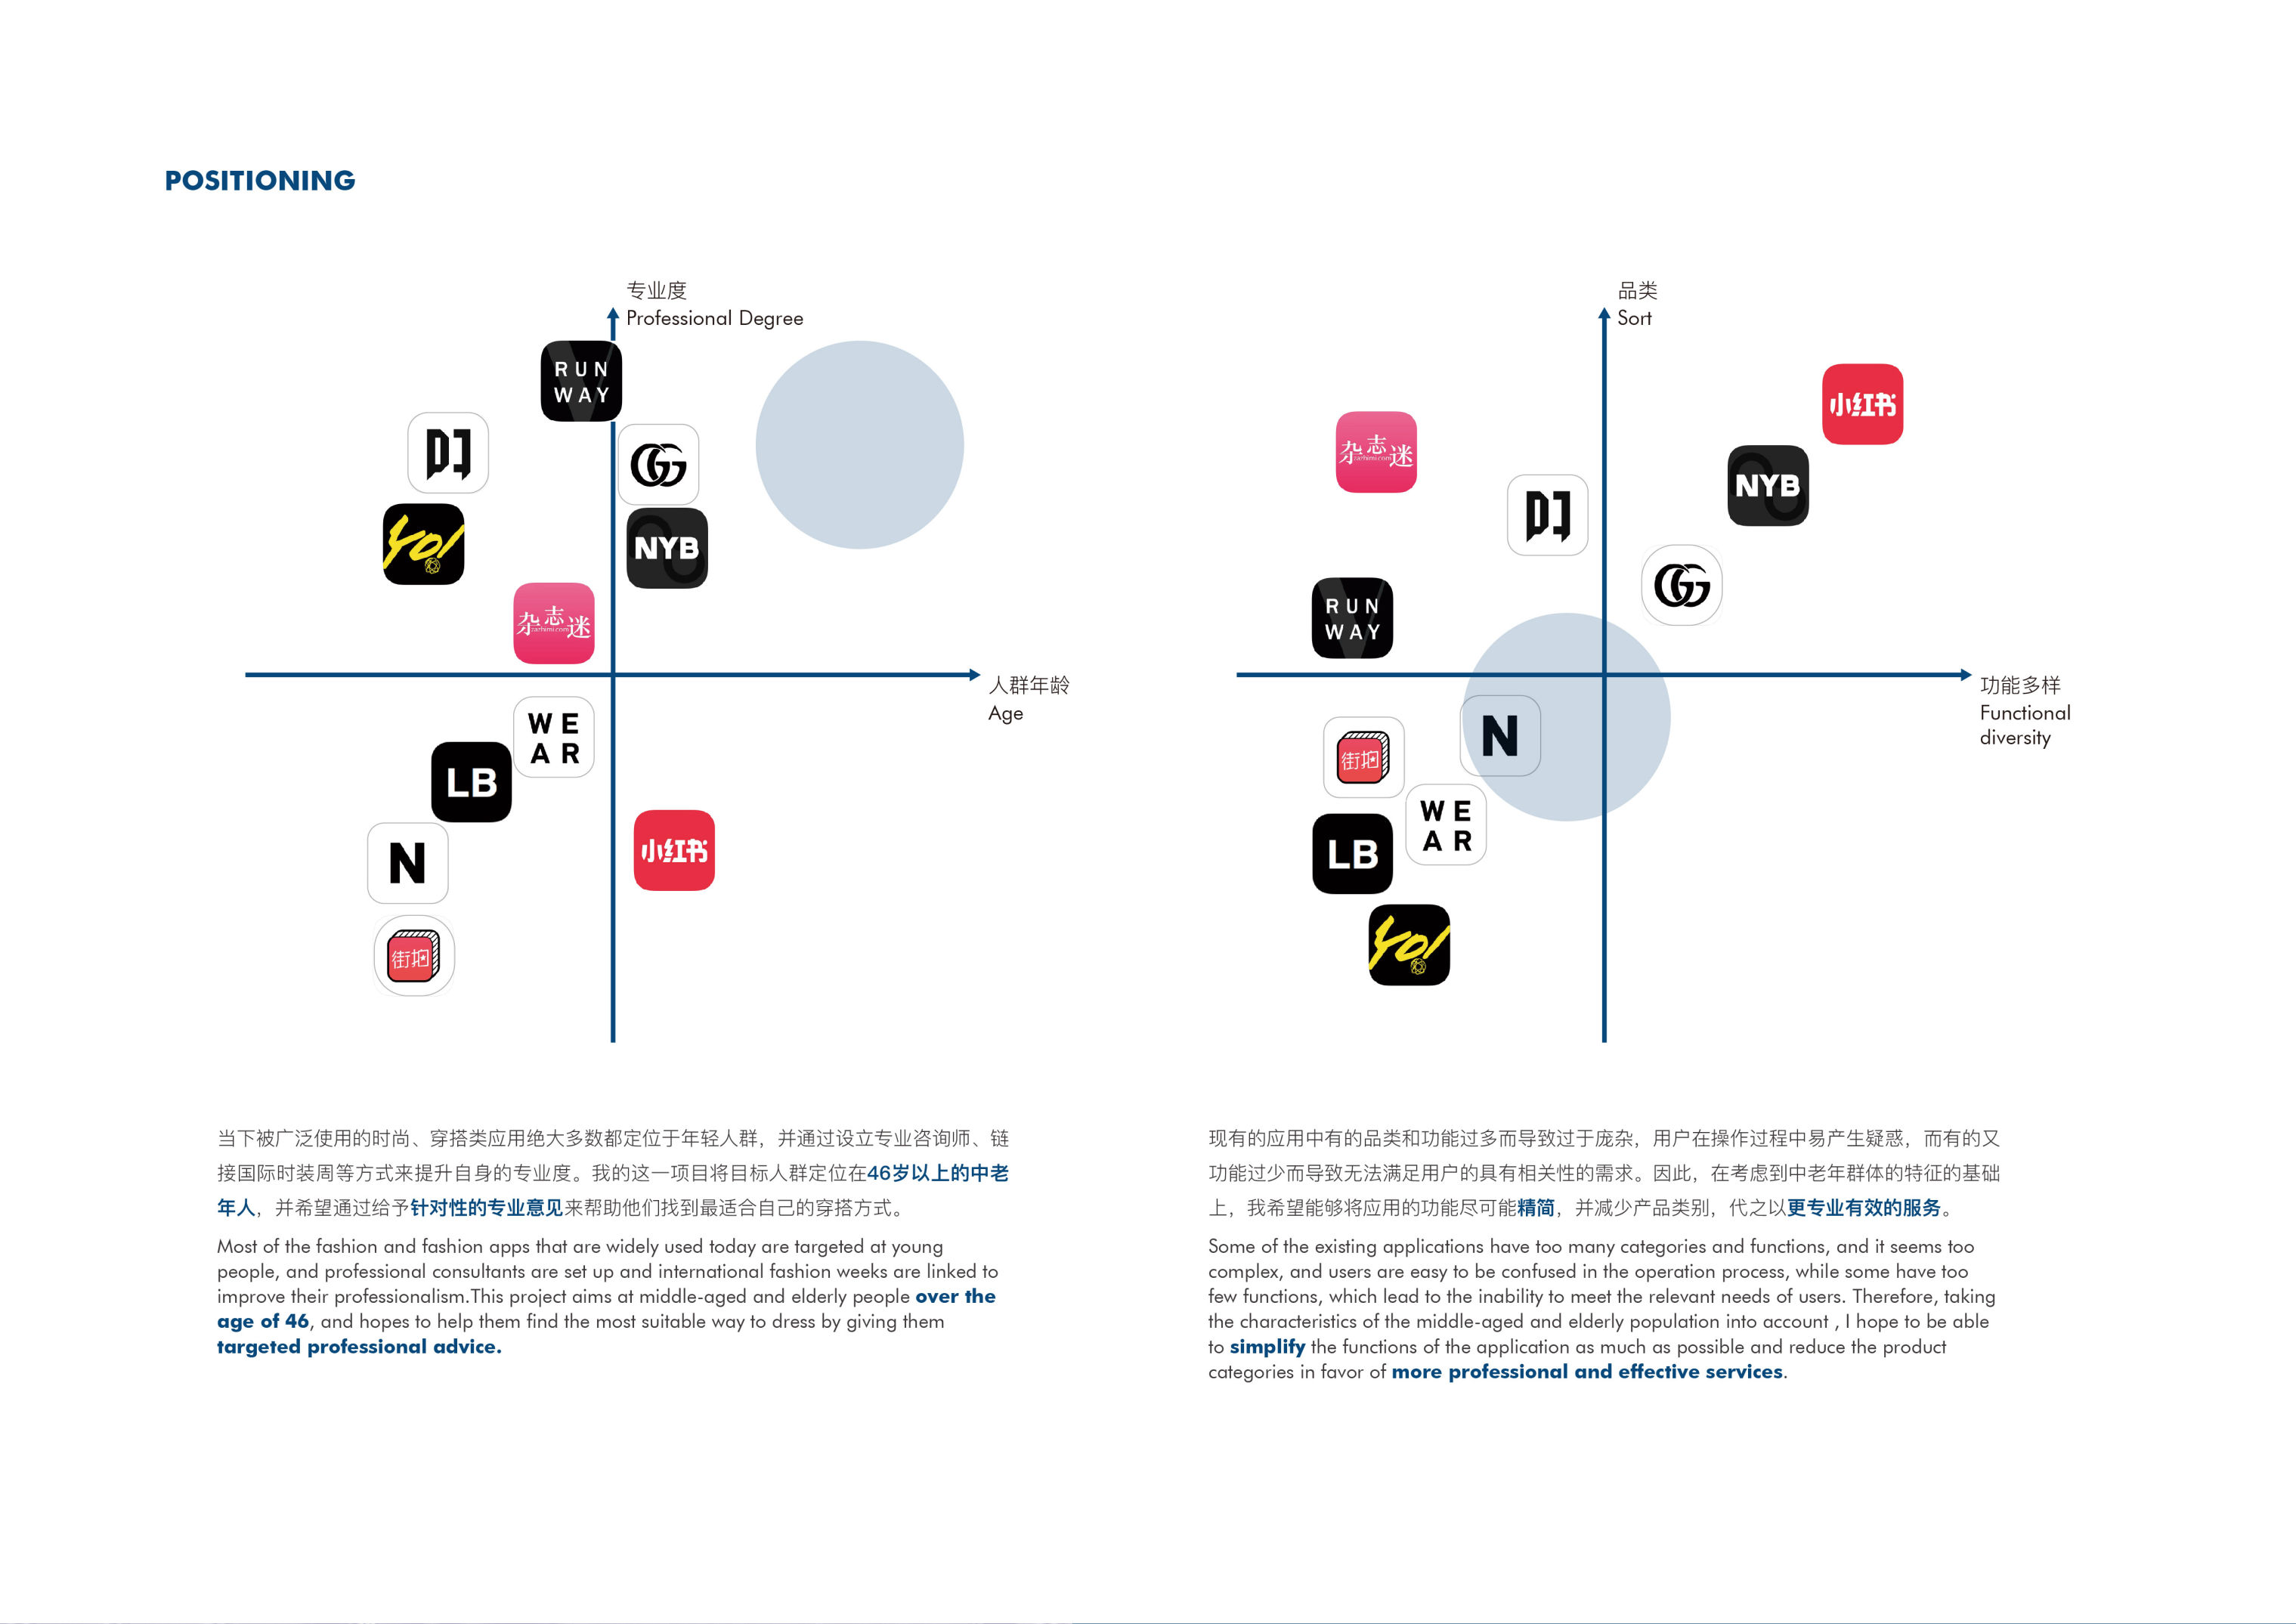 POSITIONING
专业度
Professional Degree
RUN
WAY
GG
NYB
YO!
杂志迷
zazhimi.com
人群年龄
Age
WE
AR
LB
N
小红书
街拍
品类
Sort
小红书
杂志迷
zazhimi.com
NYB
GG
RUN
WAY
功能多样
Functional
diversity
N
街拍
WE
AR
LB
YO!
当下被广泛使用的时尚、穿搭类应用绝大多数都定位于年轻人群，并通过设立专业咨询师、链
接国际时装周等方式来提升自身的专业度。我的这一项目将目标人群定位在46岁以上的中老
年人，并希望通过给予针对性的专业意见来帮助他们找到最适合自己的穿搭方式。
Most of the fashion and fashion apps that are widely used today are targeted at young
people, and professional consultants are set up and international fashion weeks are linked to
improve their professionalism.This project aims at middle-aged and elderly people over the
age of 46, and hopes to help them find the most suitable way to dress by giving them
targeted professional advice.
现有的应用中有的品类和功能过多而导致过于庞杂，用户在操作过程中易产生疑惑，而有的又
功能过少而导致无法满足用户的具有相关性的需求。因此，在考虑到中老年群体的特征的基础
上，我希望能够将应用的功能尽可能精简，并减少产品类别，代之以更专业有效的服务。
Some of the existing applications have too many categories and functions, and it seems too
complex, and users are easy to be confused in the operation process, while some have too
few functions, which lead to the inability to meet the relevant needs of users. Therefore, taking
the characteristics of the middle-aged and elderly population into account , I hope to be able
to simplify the functions of the application as much as possible and reduce the product
categories in favor of more professional and effective services.